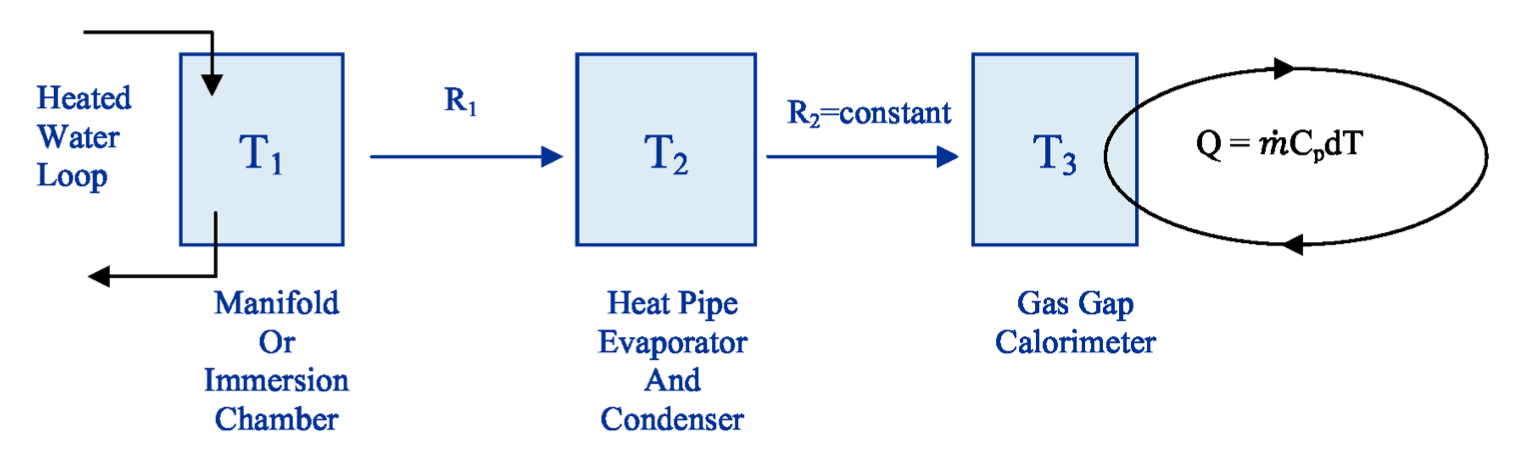 Heated
Water
Loop
T₁
R₁
T₂
R₂=constant
T₃
Q = ṁCₚdT
Manifold
Or
Immersion
Chamber
Heat Pipe
Evaporator
And
Condenser
Gas Gap
Calorimeter